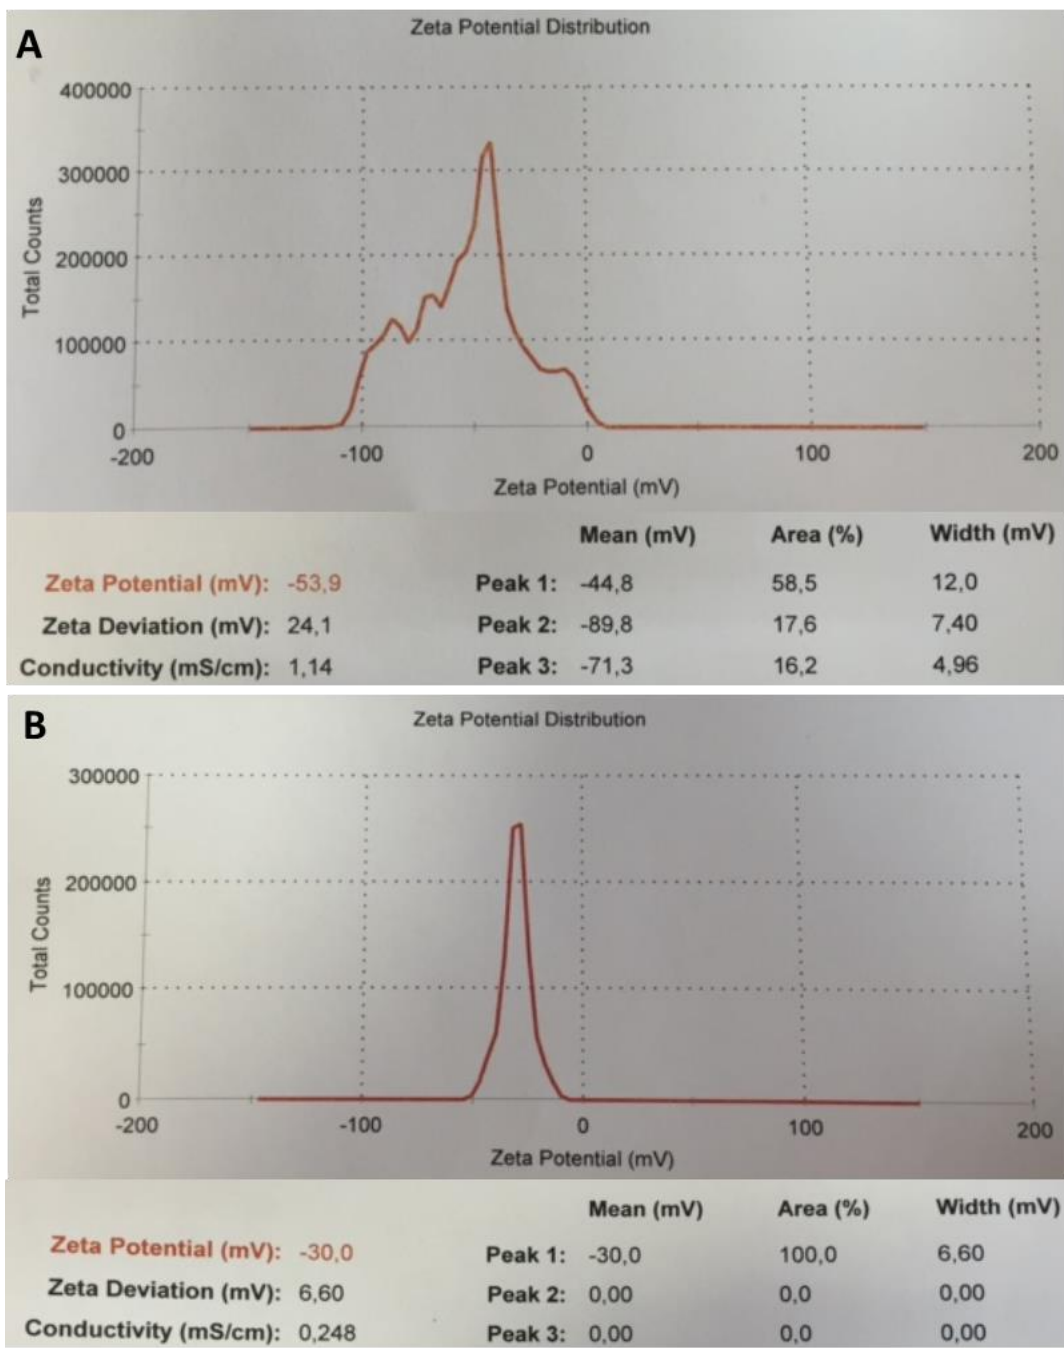 A
Zeta Potential Distribution
400000
300000
200000
100000
0
Total Counts
-200 -100 0 100 200
Zeta Potential (mV)
Mean (mV) Area (%) Width (mV)
Zeta Potential (mV): -53,9 Peak 1: -44,8 58,5 12,0
Zeta Deviation (mV): 24,1 Peak 2: -89,8 17,6 7,40
Conductivity (mS/cm): 1,14 Peak 3: -71,3 16,2 4,96
B
Zeta Potential Distribution
300000
200000
100000
0
Total Counts
-200 -100 0 100 200
Zeta Potential (mV)
Mean (mV) Area (%) Width (mV)
Zeta Potential (mV): -30,0 Peak 1: -30,0 100,0 6,60
Zeta Deviation (mV): 6,60 Peak 2: 0,00 0,0 0,00
Conductivity (mS/cm): 0,248 Peak 3: 0,00 0,0 0,00